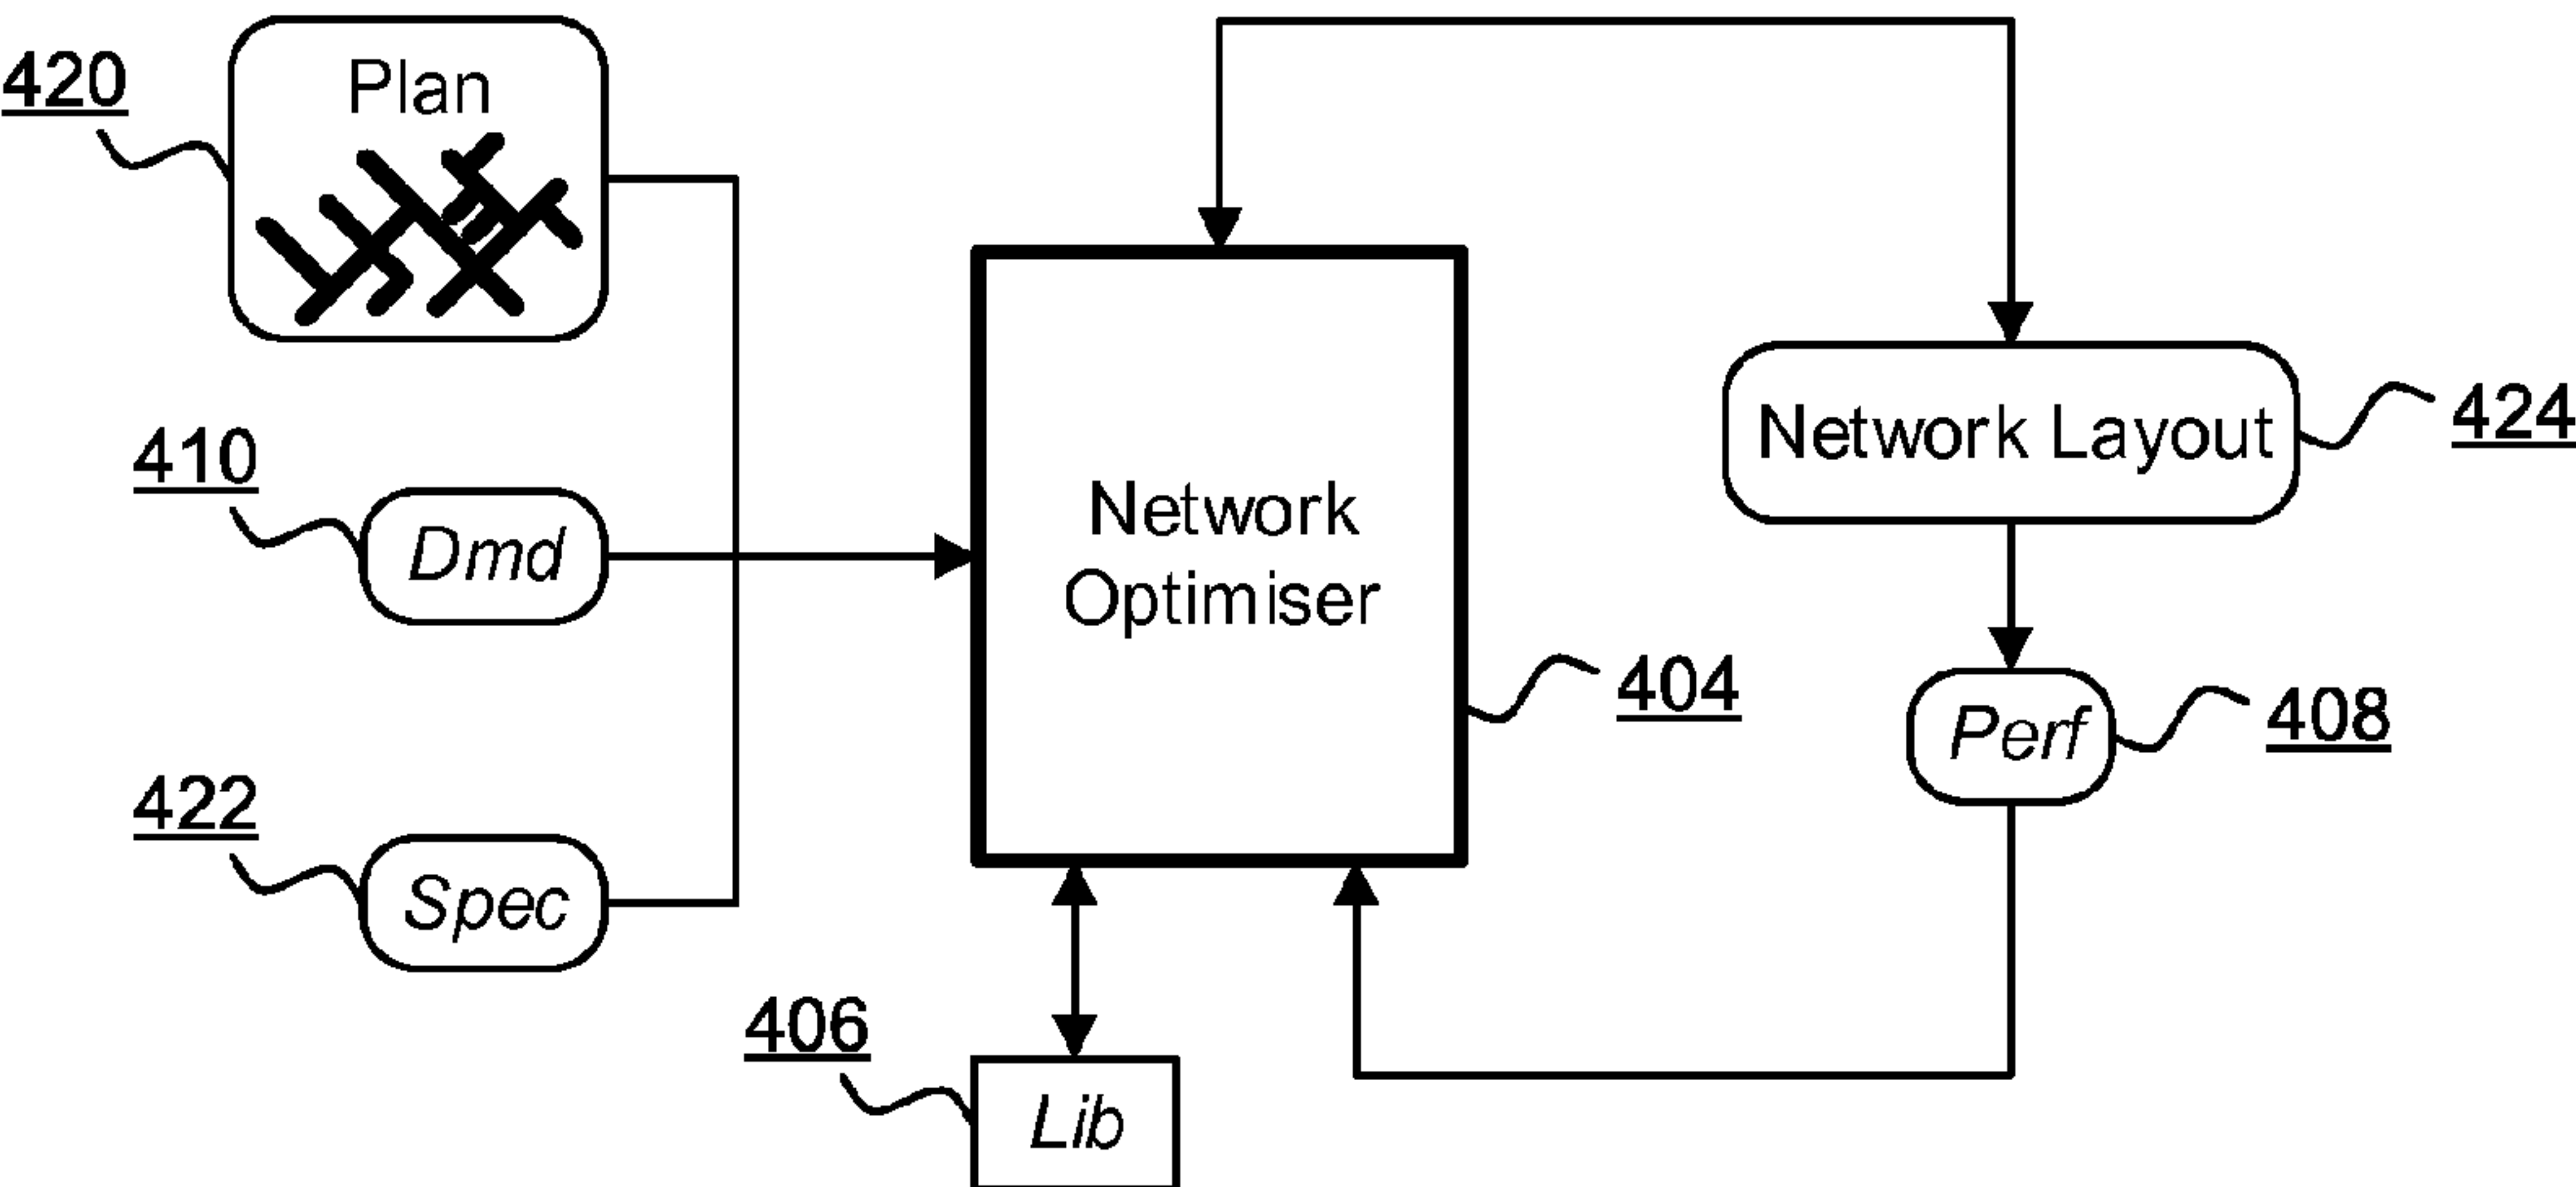 420
Plan
410
Dmd
422
Spec
Network
Optimiser
404
406
Lib
Network Layout
424
Perf
408